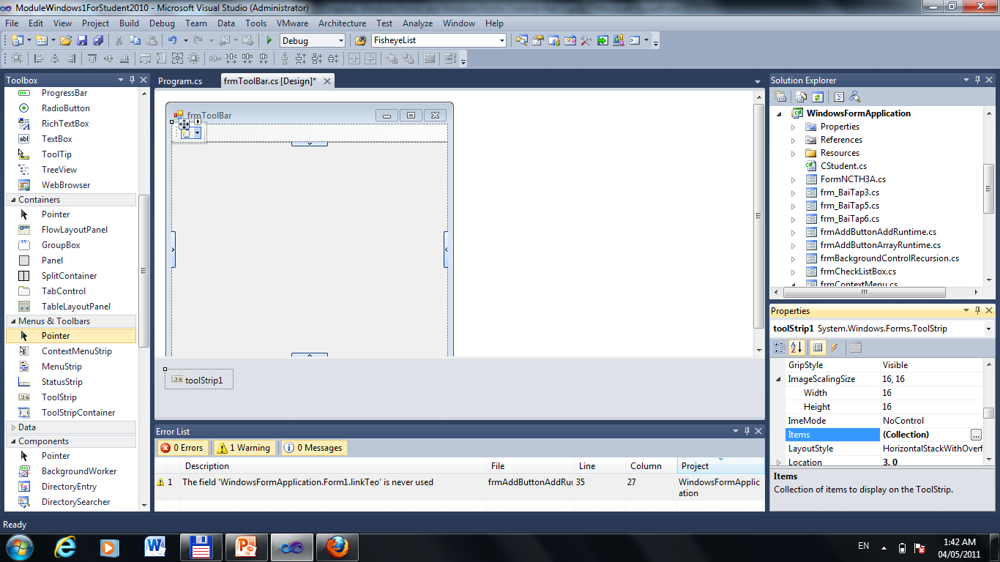 ModuleWindows1ForStudent2010 - Microsoft Visual Studio (Administrator)
File Edit View Project Build Debug Team Data Tools VMware Architecture Test Analyze Window Help
Debug FisheyeList
Toolbox
ProgressBar
RadioButton
RichTextBox
TextBox
ToolTip
TreeView
WebBrowser
Containers
Pointer
FlowLayoutPanel
GroupBox
Panel
SplitContainer
TabControl
TableLayoutPanel
Menus & Toolbars
Pointer
ContextMenuStrip
MenuStrip
StatusStrip
ToolStrip
ToolStripContainer
Data
Components
Pointer
BackgroundWorker
DirectoryEntry
DirectorySearcher
Program.cs frmToolBar.cs [Design]*
frmToolBar
toolStrip1
Error List
0 Errors 1 Warning 0 Messages
Description File Line Column Project
1 The field 'WindowsFormApplication.Form1.linkTeo' is never used frmAddButtonAddRu 35 27 WindowsFormApplic
ation
Solution Explorer
WindowsFormApplication
Properties
References
Resources
CStudent.cs
FormNCTH3A.cs
frm_BaiTap3.cs
frm_BaiTap5.cs
frm_BaiTap6.cs
frmAddButtonAddRuntime.cs
frmAddButtonArrayRuntime.cs
frmBackgroundControlRecursion.cs
frmCheckListBox.cs
frmContextMenu.cs
Properties
toolStrip1 System.Windows.Forms.ToolStrip
GripStyle Visible
ImageScalingSize 16, 16
Width 16
Height 16
ImeMode NoControl
Items (Collection) ...
LayoutStyle HorizontalStackWithOverf
Location 3, 0
Items
Collection of items to display on the ToolStrip.
Ready
EN 1:42 AM
04/05/2011